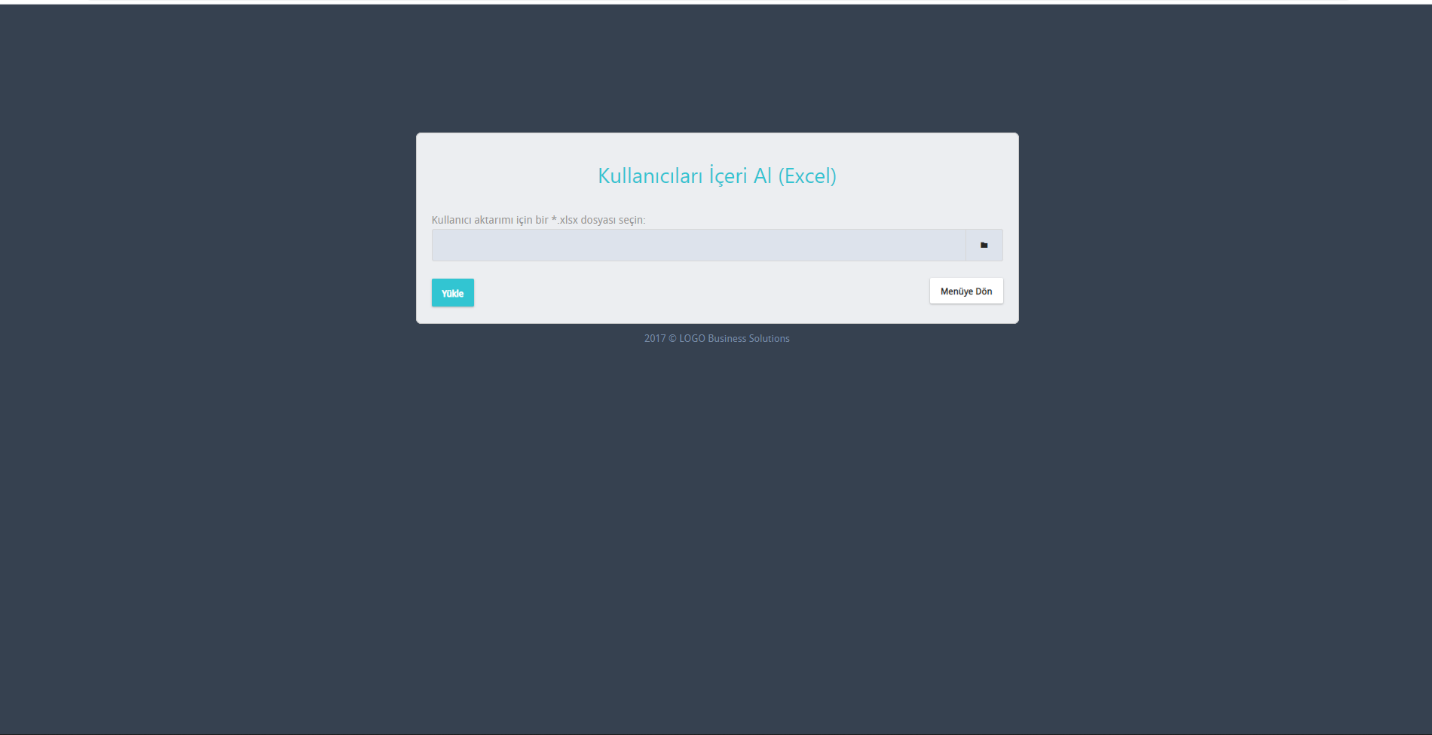 Kullanıcıları İçeri Al (Excel)
Kullanıcı aktarımı için bir *.xlsx dosyası seçin:
Yükle
Menüye Dön
2017 © LOGO Business Solutions